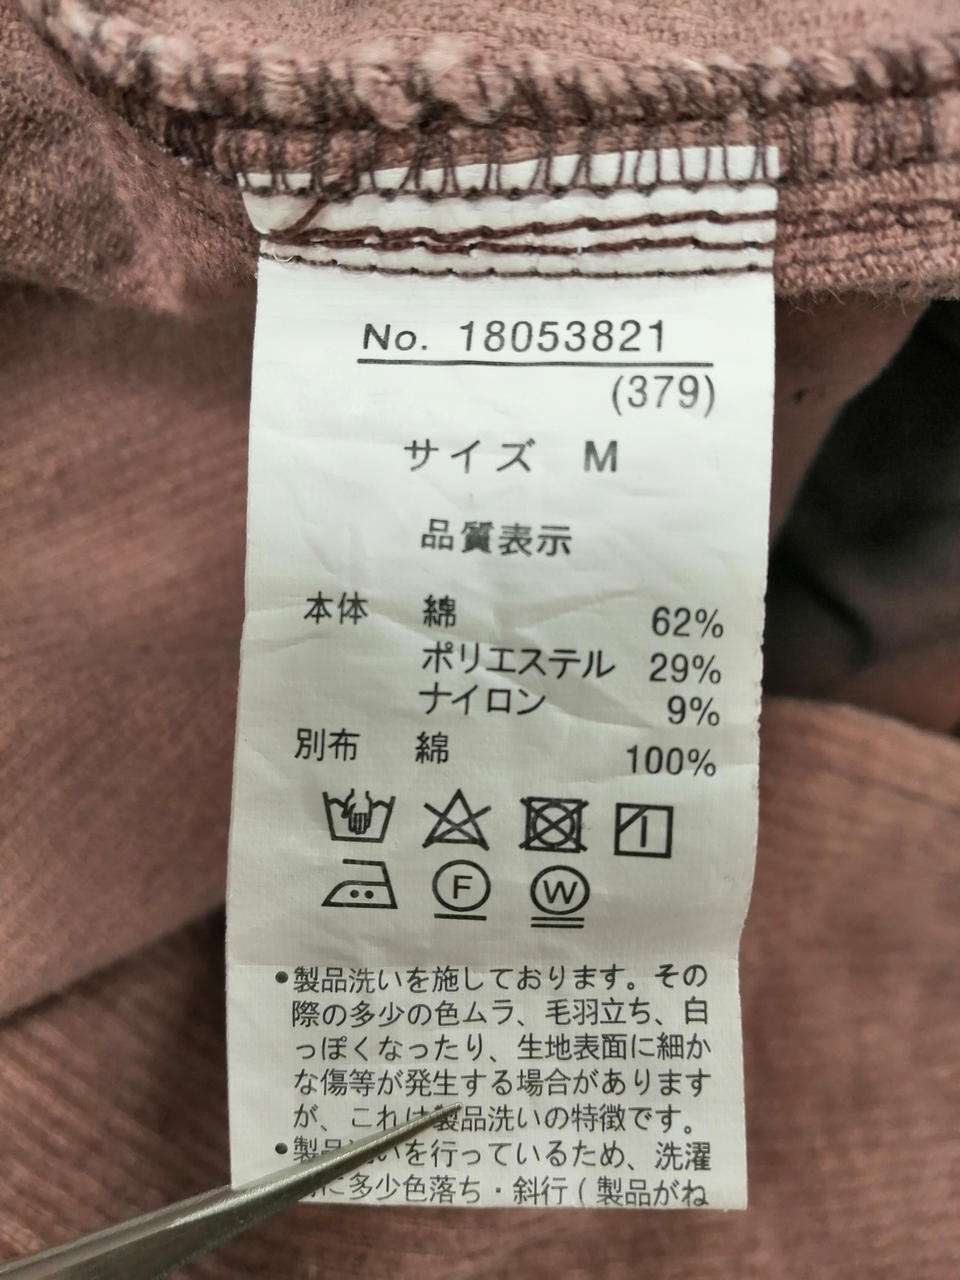 No. 18053821
(379)
サイズ M
品質表示
本体 綿 62%
ポリエステル 29%
ナイロン 9%
別布 綿 100%
F W
•製品洗いを施しております。その
際の多少の色ムラ、毛羽立ち、白
っぽくなったり、生地表面に細か
な傷等が発生する場合があります
が、これは製品洗いの特徴です。
•製品洗いを行っているため、洗濯
に多少色落ち・斜行(製品がね